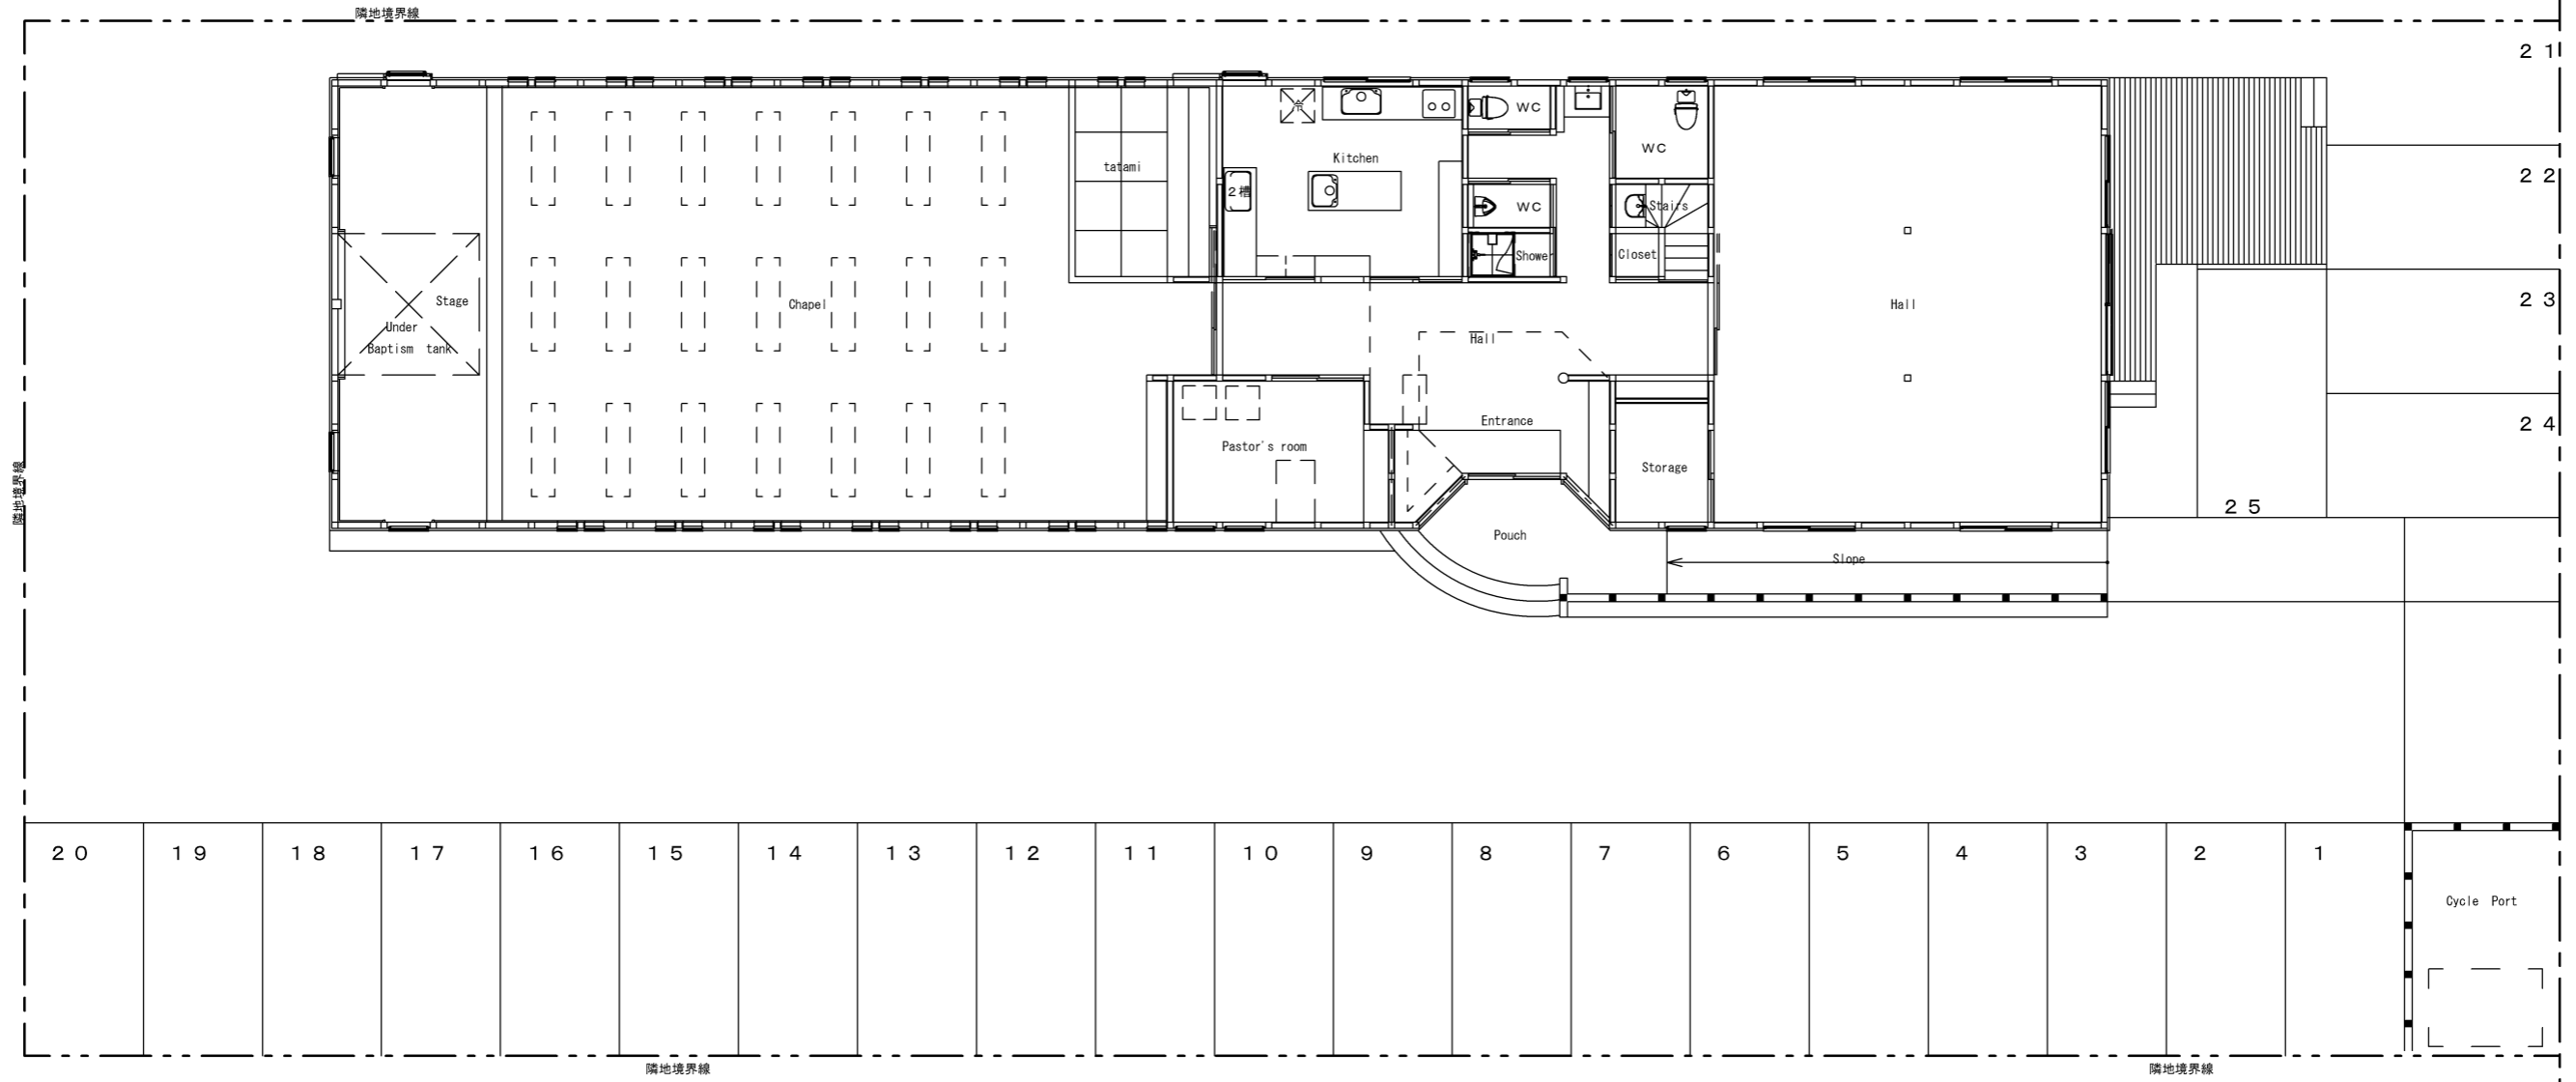 隣地境界線
２１
冷
ＷＣ
ＷＣ
Kitchen
tatami
２２
２槽
ＷＣ
Stairs
Shower
Closet
Stage
Chapel
Hall
２３
Under
Baptism tank
Hall
Entrance
２４
Pastor's room
Storage
隣地境界線
２５
Pouch
Slope
２０
１９
１８
１７
１６
１５
１４
１３
１２
１１
１０
９
８
７
６
５
４
３
２
１
Cycle Port
隣地境界線
隣地境界線